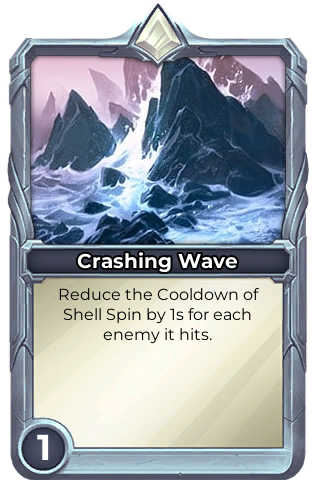 Crashing Wave
Reduce the Cooldown of
Shell Spin by 1s for each
enemy it hits.
1